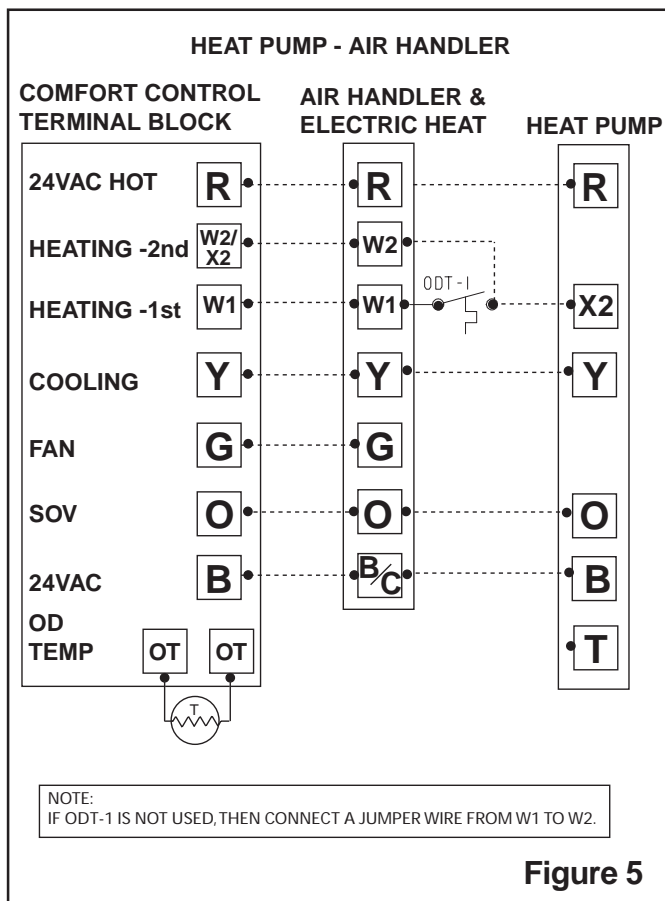 HEAT PUMP - AIR HANDLER
COMFORT CONTROL
TERMINAL BLOCK
AIR HANDLER &
ELECTRIC HEAT
HEAT PUMP
24VAC HOT R R R
HEATING -2nd W2/
X2 W2
ODT-1
HEATING -1st W1 W1 X2
COOLING Y Y Y
FAN G G
SOV O O O
24VAC B B/C B
OD
TEMP OT OT T
T
NOTE:
IF ODT-1 IS NOT USED, THEN CONNECT A JUMPER WIRE FROM W1 TO W2.
Figure 5